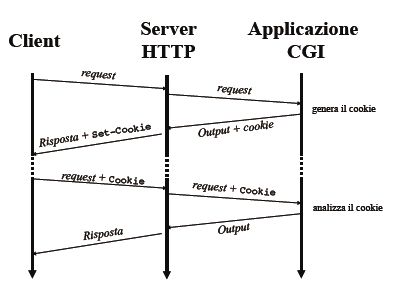 Client
Server
HTTP
Applicazione
CGI
request
request
genera il cookie
Output + cookie
Risposta + Set-Cookie
request + Cookie
request + Cookie
analizza il cookie
Output
Risposta